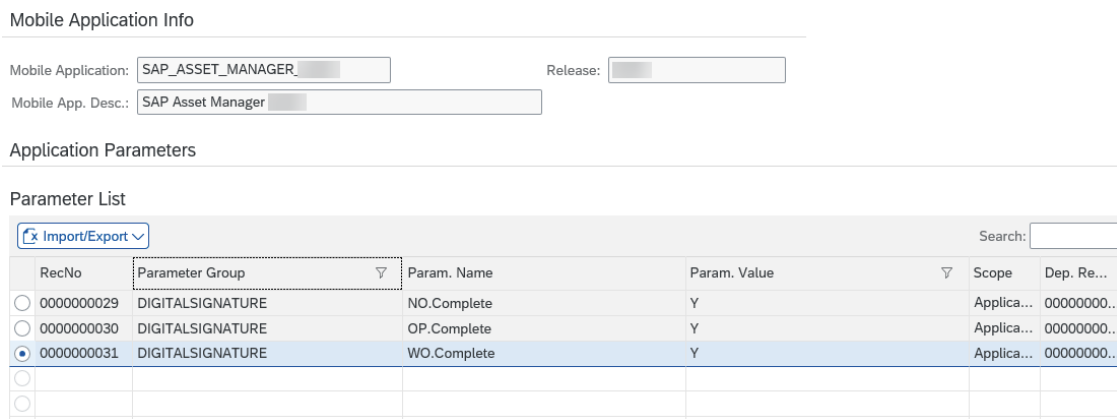 Mobile Application Info
Mobile Application: SAP_ASSET_MANAGER_ Release:
Mobile App. Desc.: SAP Asset Manager
Application Parameters
Parameter List
Import/Export Search:
RecNo Parameter Group Param. Name Param. Value Scope Dep. Re...
0000000029 DIGITALSIGNATURE NO.Complete Y Applica... 00000000...
0000000030 DIGITALSIGNATURE OP.Complete Y Applica... 00000000...
0000000031 DIGITALSIGNATURE WO.Complete Y Applica... 00000000...